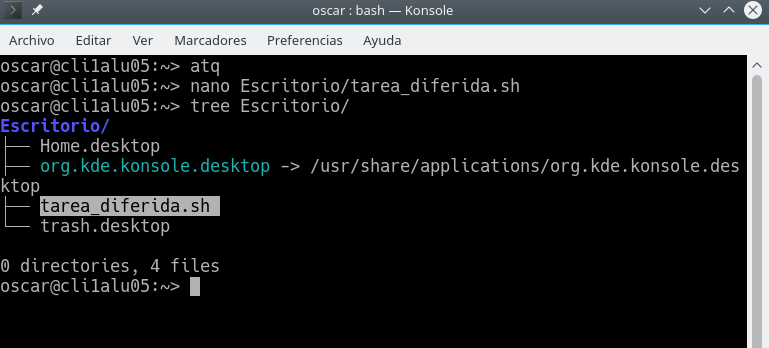 oscar : bash — Konsole
Archivo Editar Ver Marcadores Preferencias Ayuda
oscar@cli1alu05:~> atq
oscar@cli1alu05:~> nano Escritorio/tarea_diferida.sh
oscar@cli1alu05:~> tree Escritorio/
Escritorio/
├── Home.desktop
├── org.kde.konsole.desktop -> /usr/share/applications/org.kde.konsole.des
ktop
├── tarea_diferida.sh
└── trash.desktop
0 directories, 4 files
oscar@cli1alu05:~>